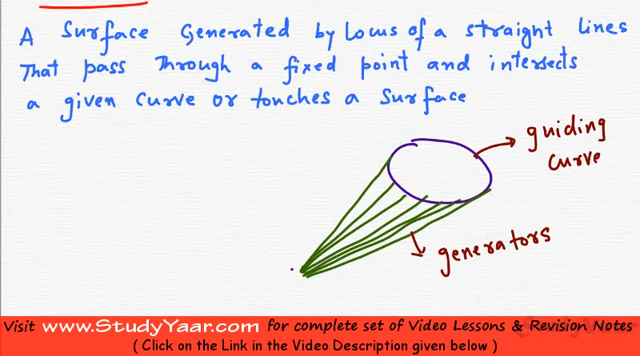 A Surface Generated by Locus of a straight Lines
That pass Through a fixed point and intersects
a given Curve or touches a Surface
guiding
curve
generators
Visit www.StudyYaar.com for complete set of Video Lessons & Revision Notes
( Click on the Link in the Video Description given below )